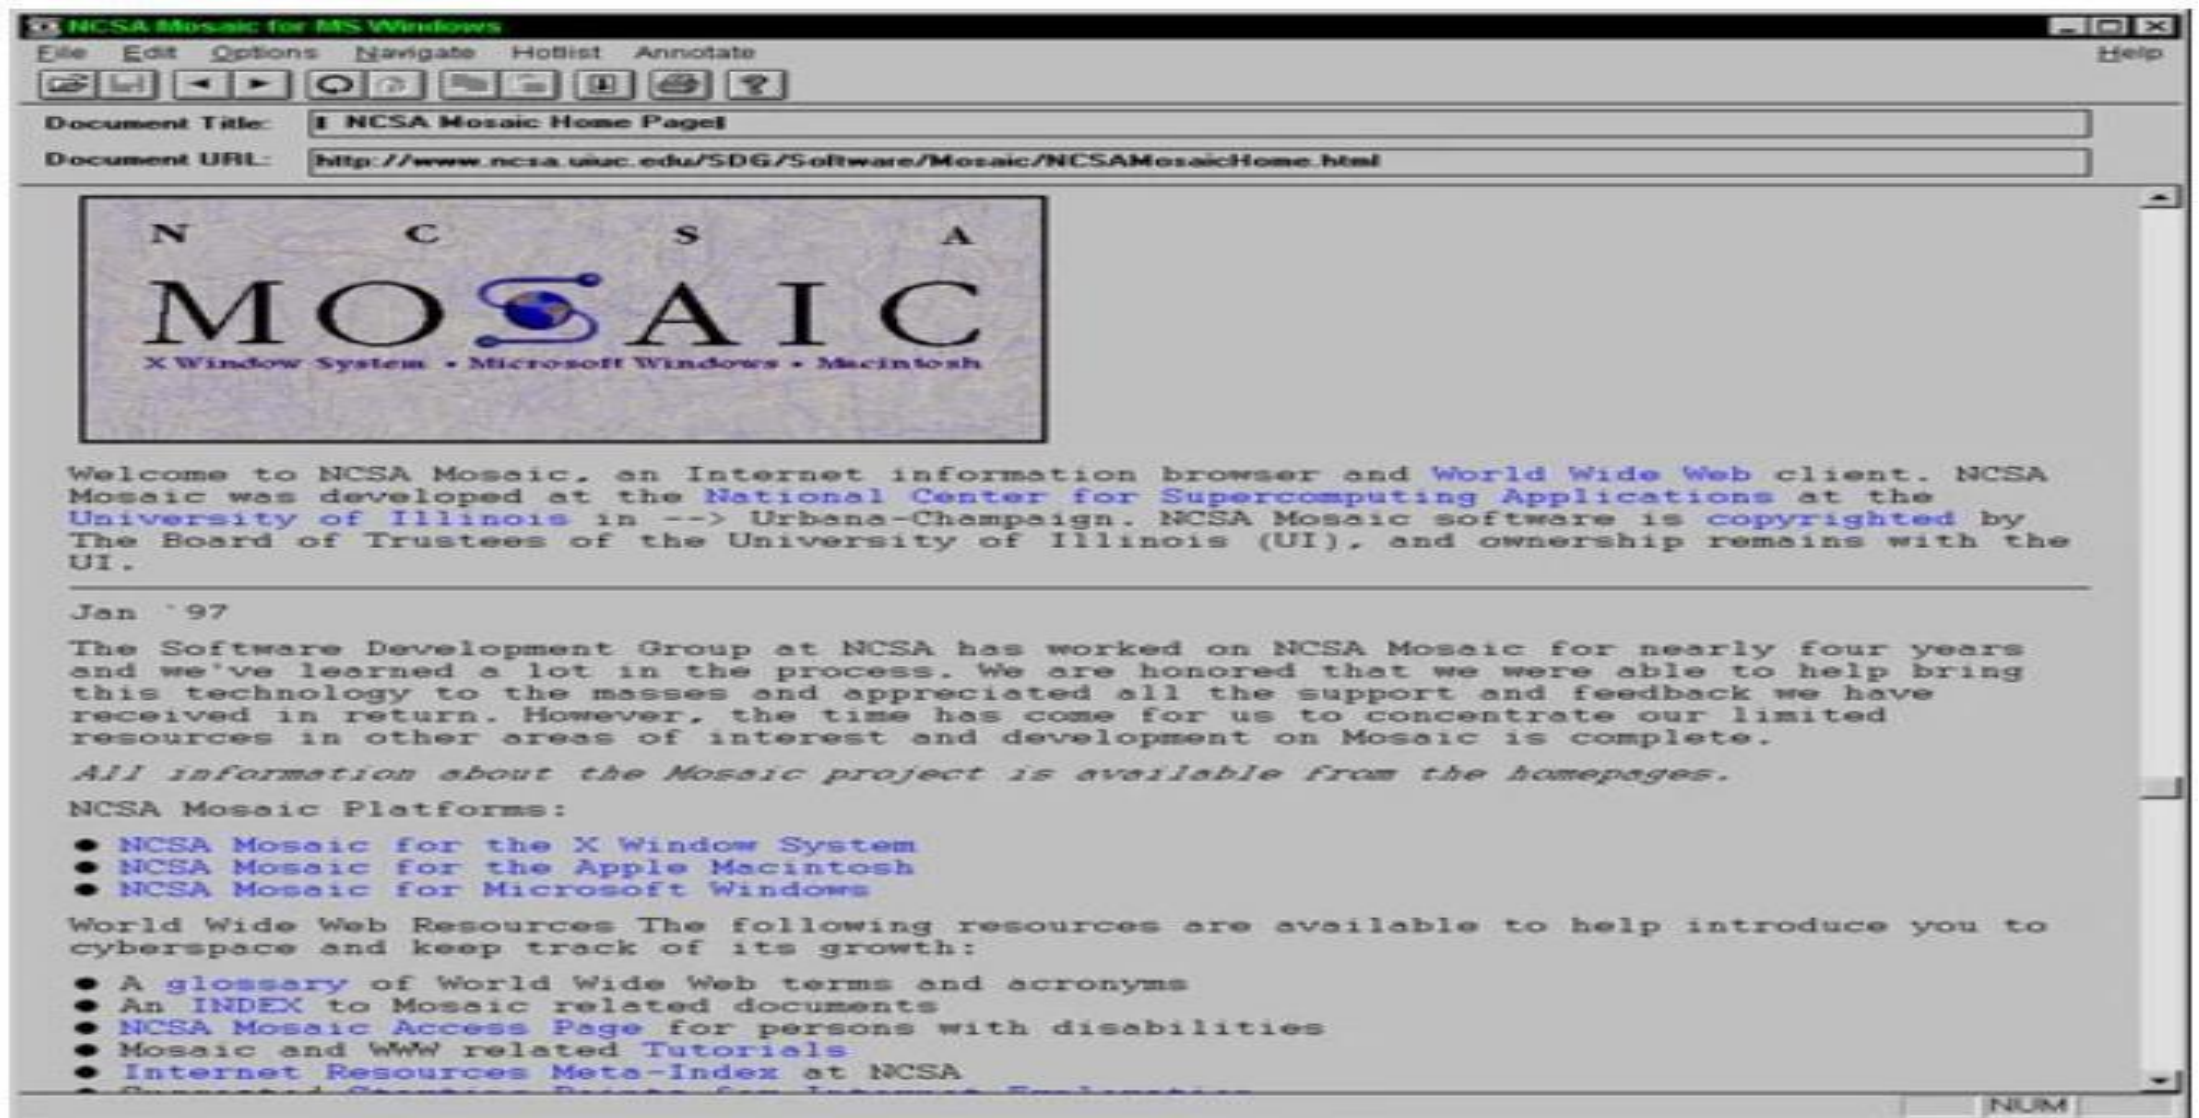 NCSA Mosaic for MS Windows
File Edit Options Navigate Hotlist Annotate Help
Document Title: NCSA Mosaic Home Page
Document URL: http://www.ncsa.uiuc.edu/SDG/Software/Mosaic/NCSAMosaicHome.html
N C S A
MOSAIC
X Window System • Microsoft Windows • Macintosh
Welcome to NCSA Mosaic, an Internet information browser and World Wide Web client. NCSA
Mosaic was developed at the National Center for Supercomputing Applications at the
University of Illinois in --> Urbana-Champaign. NCSA Mosaic software is copyrighted by
The Board of Trustees of the University of Illinois (UI), and ownership remains with the
UI.
Jan `97
The Software Development Group at NCSA has worked on NCSA Mosaic for nearly four years
and we've learned a lot in the process. We are honored that we were able to help bring
this technology to the masses and appreciated all the support and feedback we have
received in return. However, the time has come for us to concentrate our limited
resources in other areas of interest and development on Mosaic is complete.
All information about the Mosaic project is available from the homepages.
NCSA Mosaic Platforms:
● NCSA Mosaic for the X Window System
● NCSA Mosaic for the Apple Macintosh
● NCSA Mosaic for Microsoft Windows
World Wide Web Resources The following resources are available to help introduce you to
cyberspace and keep track of its growth:
● A glossary of World Wide Web terms and acronyms
● An INDEX to Mosaic related documents
● NCSA Mosaic Access Page for persons with disabilities
● Mosaic and WWW related Tutorials
● Internet Resources Meta-Index at NCSA
NUM